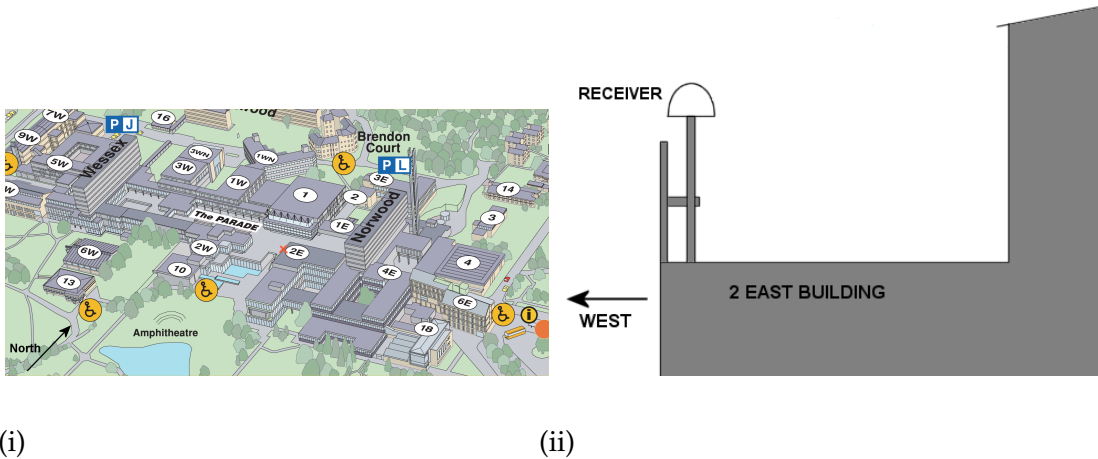 7W
16
wood
P J
9W
Brendon
Court
Wessex
3WN
1WN
5W
3W
P L
3E
W
1W
14
1
2
The PARADE
1E
Norwood
3
6W
2W
2E
10
4E
4
13
6E
i
18
Amphitheatre
North
RECEIVER
2 EAST BUILDING
WEST
(i)
(ii)